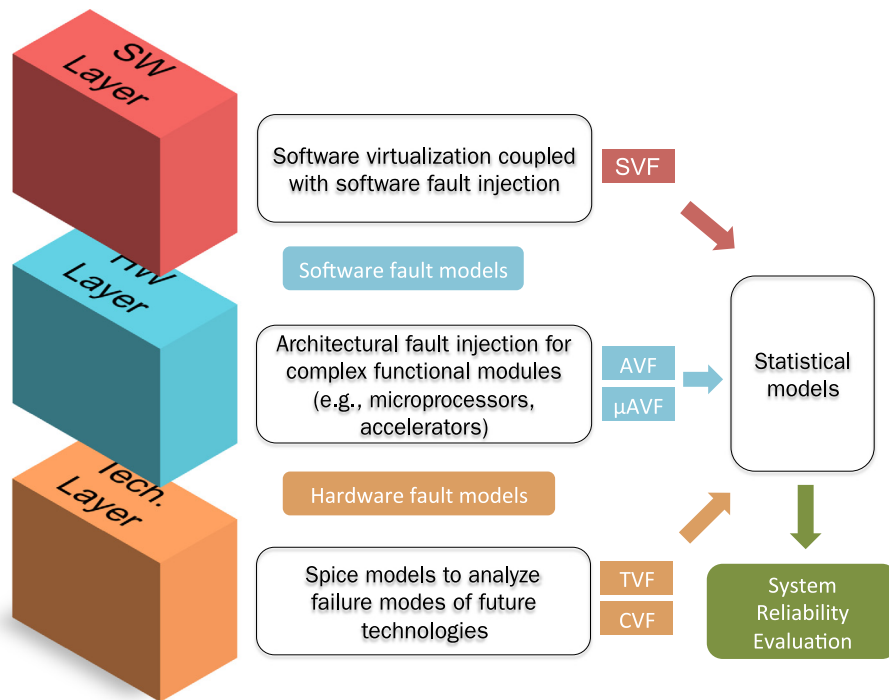 SW
Layer
Software virtualization coupled
with software fault injection
SVF
Software fault models
HW
Layer
Architectural fault injection for
complex functional modules
(e.g., microprocessors,
accelerators)
AVF
μAVF
Statistical
models
Hardware fault models
Tech.
Layer
Spice models to analyze
failure modes of future
technologies
TVF
CVF
System
Reliability
Evaluation